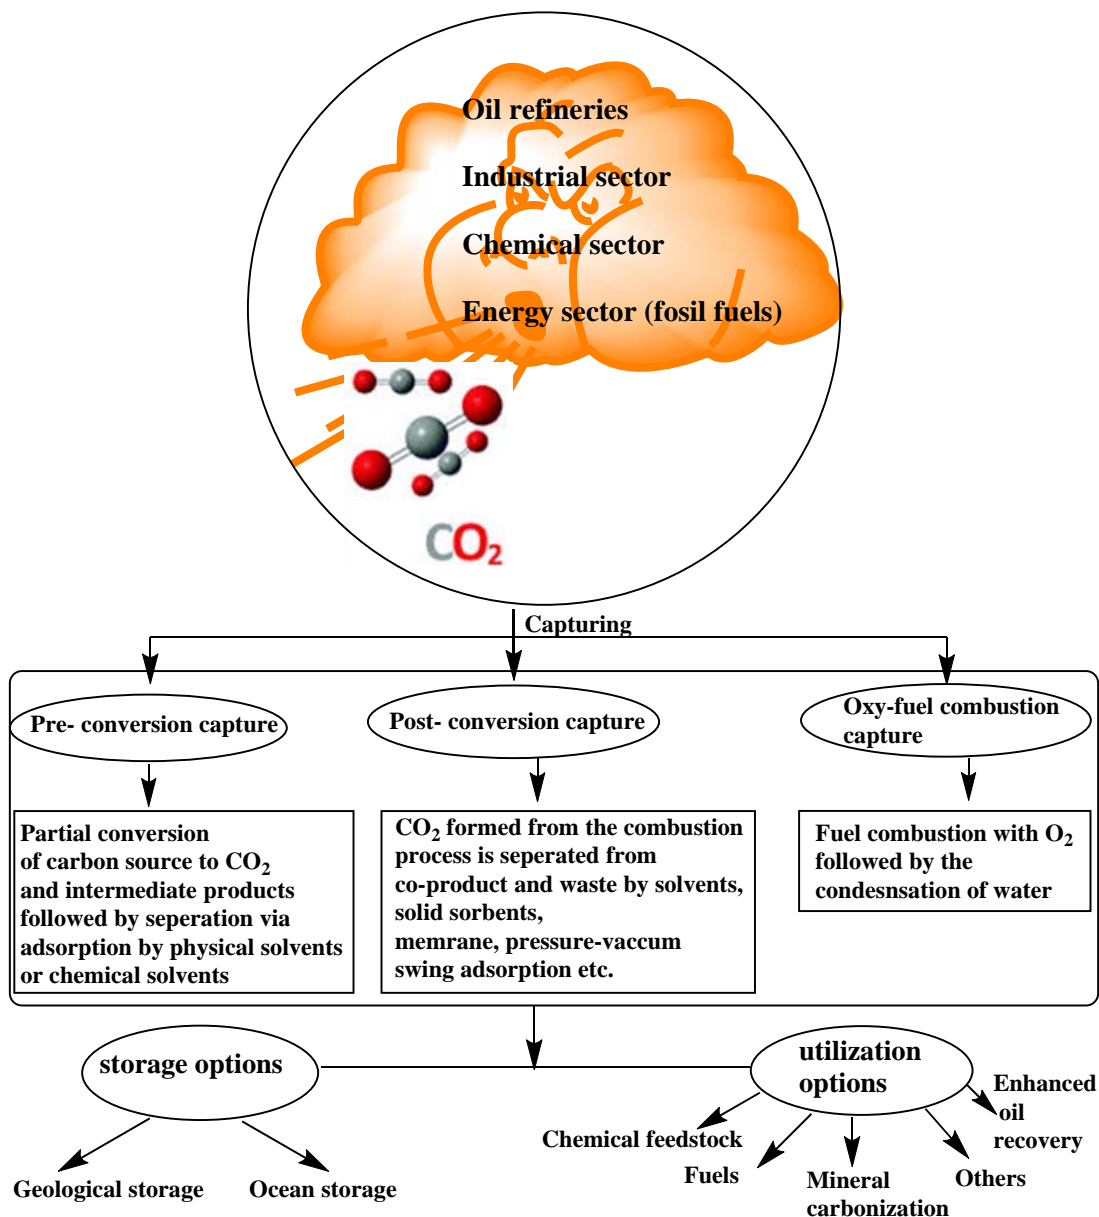 Oil refineries
Industrial sector
Chemical sector
Energy sector (fosil fuels)
CO2
Capturing
Pre- conversion capture
Post- conversion capture
Oxy-fuel combustion
capture
Partial conversion
of carbon source to CO2
and intermediate products
followed by seperation via
adsorption by physical solvents
or chemical solvents
CO2 formed from the combustion
process is seperated from
co-product and waste by solvents,
solid sorbents,
memrane, pressure-vaccum
swing adsorption etc.
Fuel combustion with O2
followed by the
condesnsation of water
storage options
utilization
options
Geological storage
Ocean storage
Chemical feedstock
Fuels
Mineral
carbonization
Others
Enhanced
oil
recovery